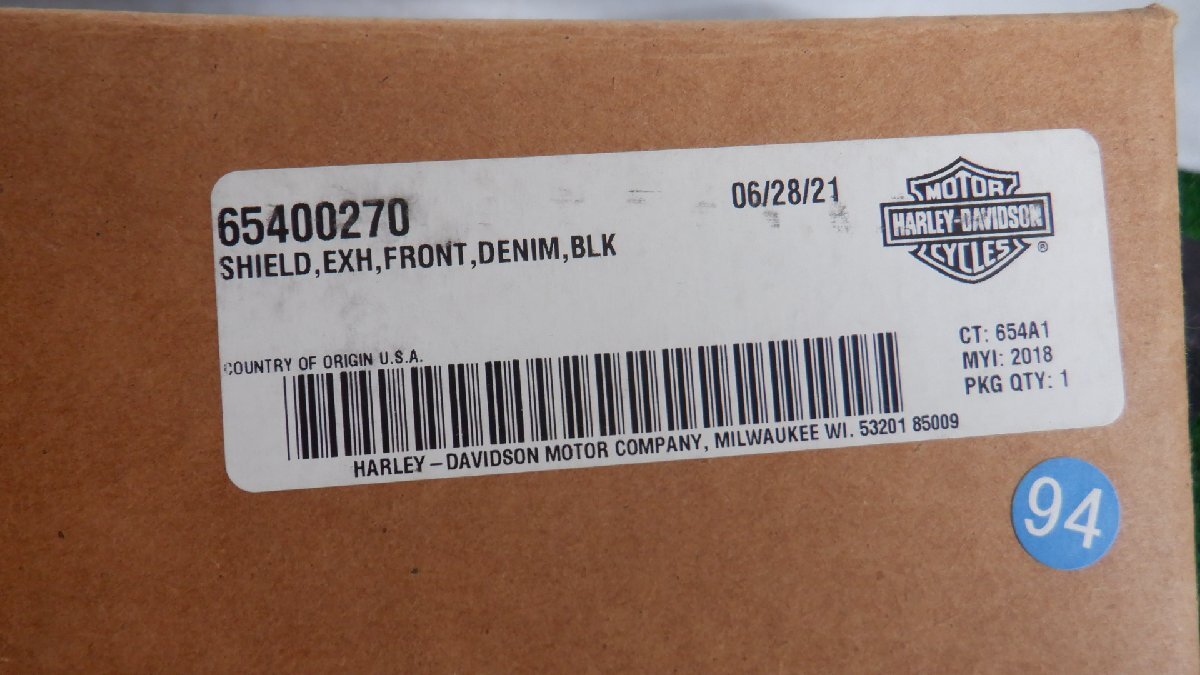 65400270
SHIELD,EXH,FRONT,DENIM,BLK
06/28/21
MOTOR
HARLEY-DAVIDSON
CYCLES
®
COUNTRY OF ORIGIN U.S.A.
CT: 654A1
MYI: 2018
PKG QTY: 1
HARLEY–DAVIDSON MOTOR COMPANY, MILWAUKEE WI. 53201 85009
94